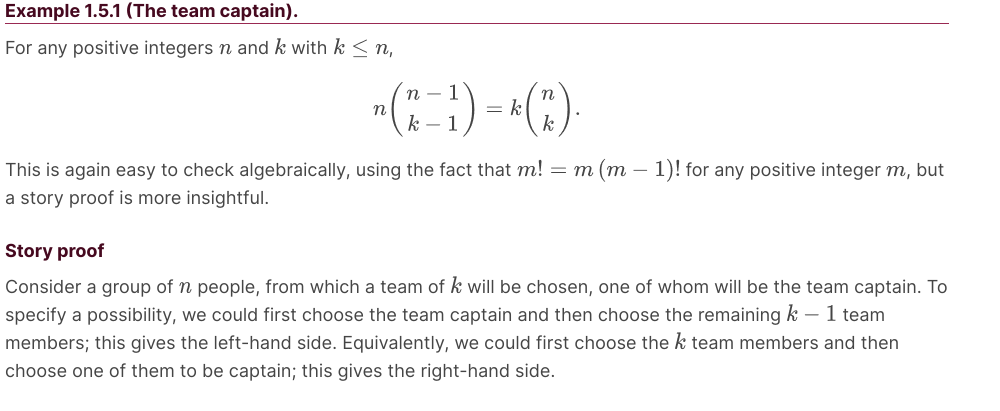 Example 1.5.1 (The team captain).
For any positive integers n and k with k ≤ n,
n(n − 1 choose k − 1) = k(n choose k).
This is again easy to check algebraically, using the fact that m! = m (m − 1)! for any positive integer m, but
a story proof is more insightful.
Story proof
Consider a group of n people, from which a team of k will be chosen, one of whom will be the team captain. To
specify a possibility, we could first choose the team captain and then choose the remaining k − 1 team
members; this gives the left-hand side. Equivalently, we could first choose the k team members and then
choose one of them to be captain; this gives the right-hand side.